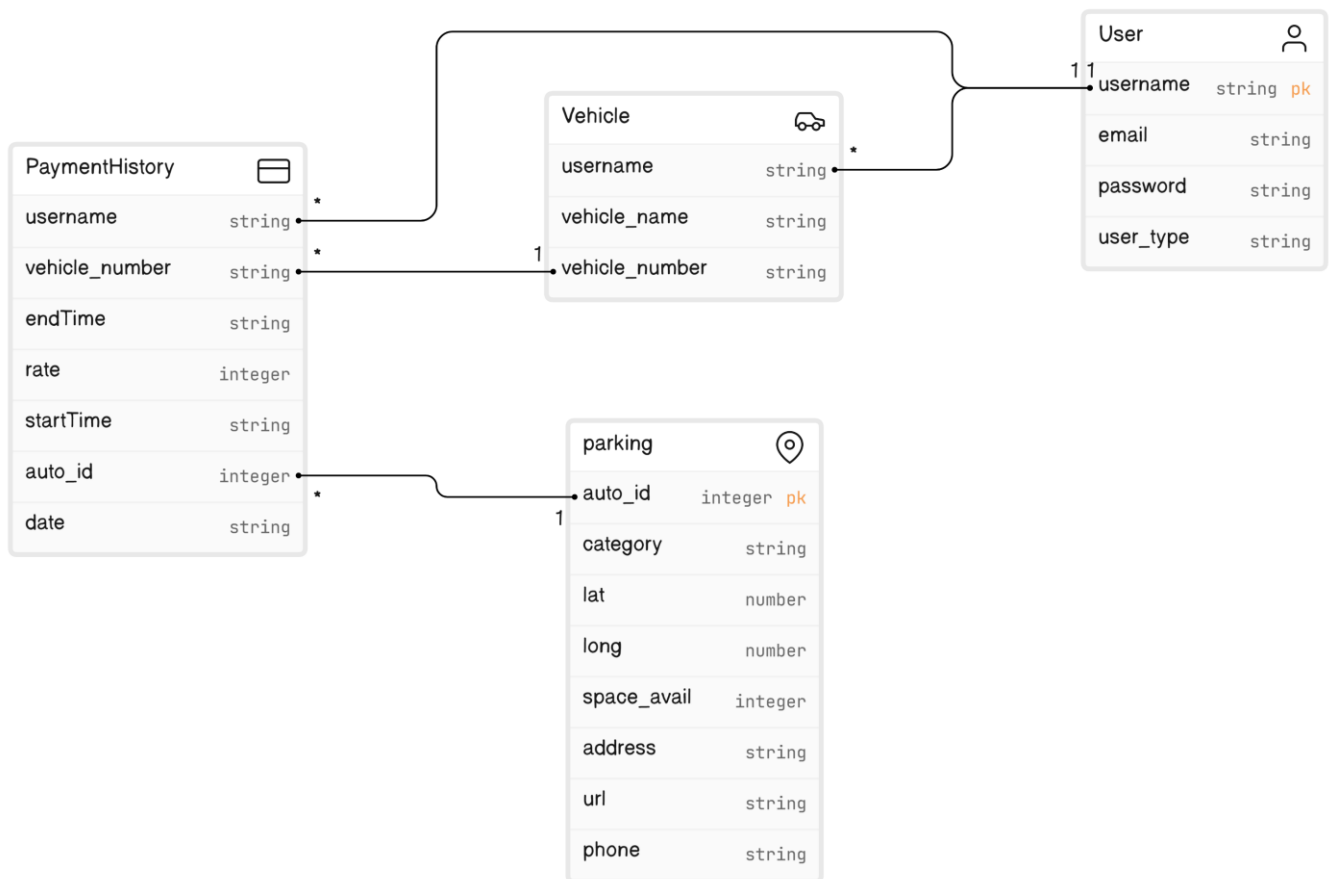 User
1 1
username string pk
email string
password string
user_type string
Vehicle
username string *
vehicle_name string
1 vehicle_number string
PaymentHistory
username string *
vehicle_number string *
endTime string
rate integer
startTime string
auto_id integer *
date string
parking
auto_id integer pk
1
category string
lat number
long number
space_avail integer
address string
url string
phone string